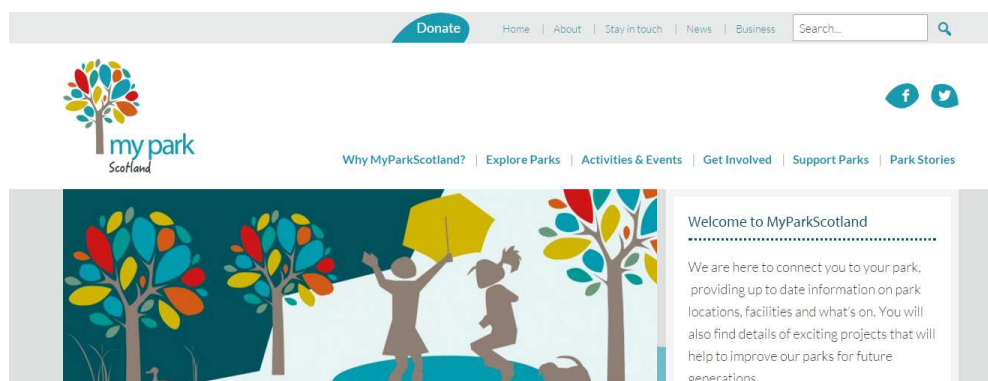 Donate Home | About | Stay in touch | News | Business Search...
my park
Scotland
Why MyParkScotland? | Explore Parks | Activities & Events | Get Involved | Support Parks | Park Stories
Welcome to MyParkScotland
We are here to connect you to your park,
providing up to date information on park
locations, facilities and what's on. You will
also find details of exciting projects that will
help to improve our parks for future
generations